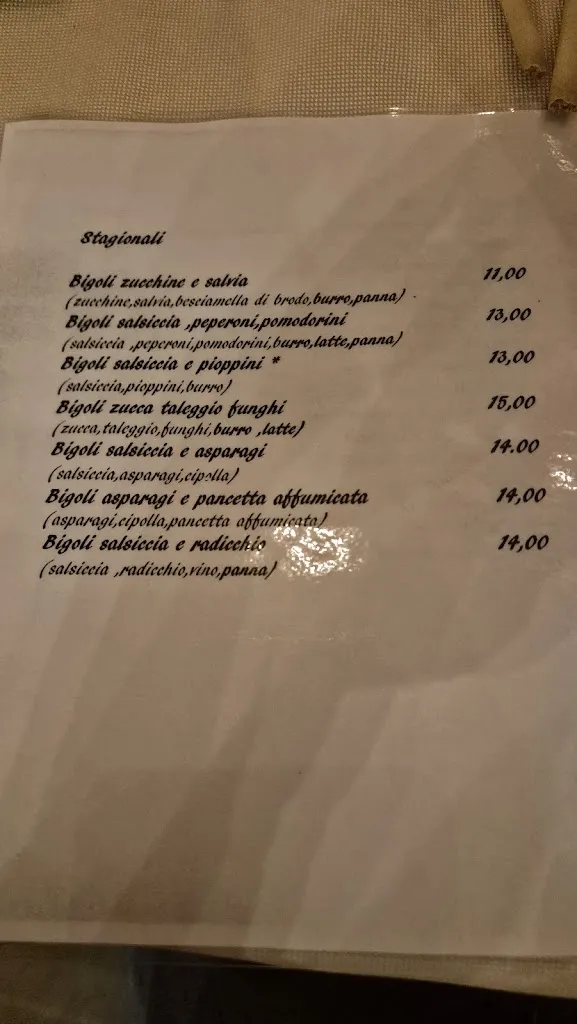 Stagionali
Bigoli zucchine e salvia 11,00
(zucchine,salvia,besciamella di brodo,burro,panna)
Bigoli salsiccia ,peperoni,pomodorini 13,00
(salsiccia ,peperoni,pomodorini,burro,latte,panna)
Bigoli salsiccia e pioppini * 13,00
(salsiccia,pioppini,burro)
Bigoli zucca taleggio funghi 15,00
(zucca,taleggio,funghi,burro ,latte)
Bigoli salsiccia e asparagi 14.00
(salsiccia,asparagi,cipolla)
Bigoli asparagi e pancetta affumicata 14,00
(asparagi,cipolla,pancetta affumicata)
Bigoli salsiccia e radicchio 14,00
(salsiccia ,radicchio,vino,panna)